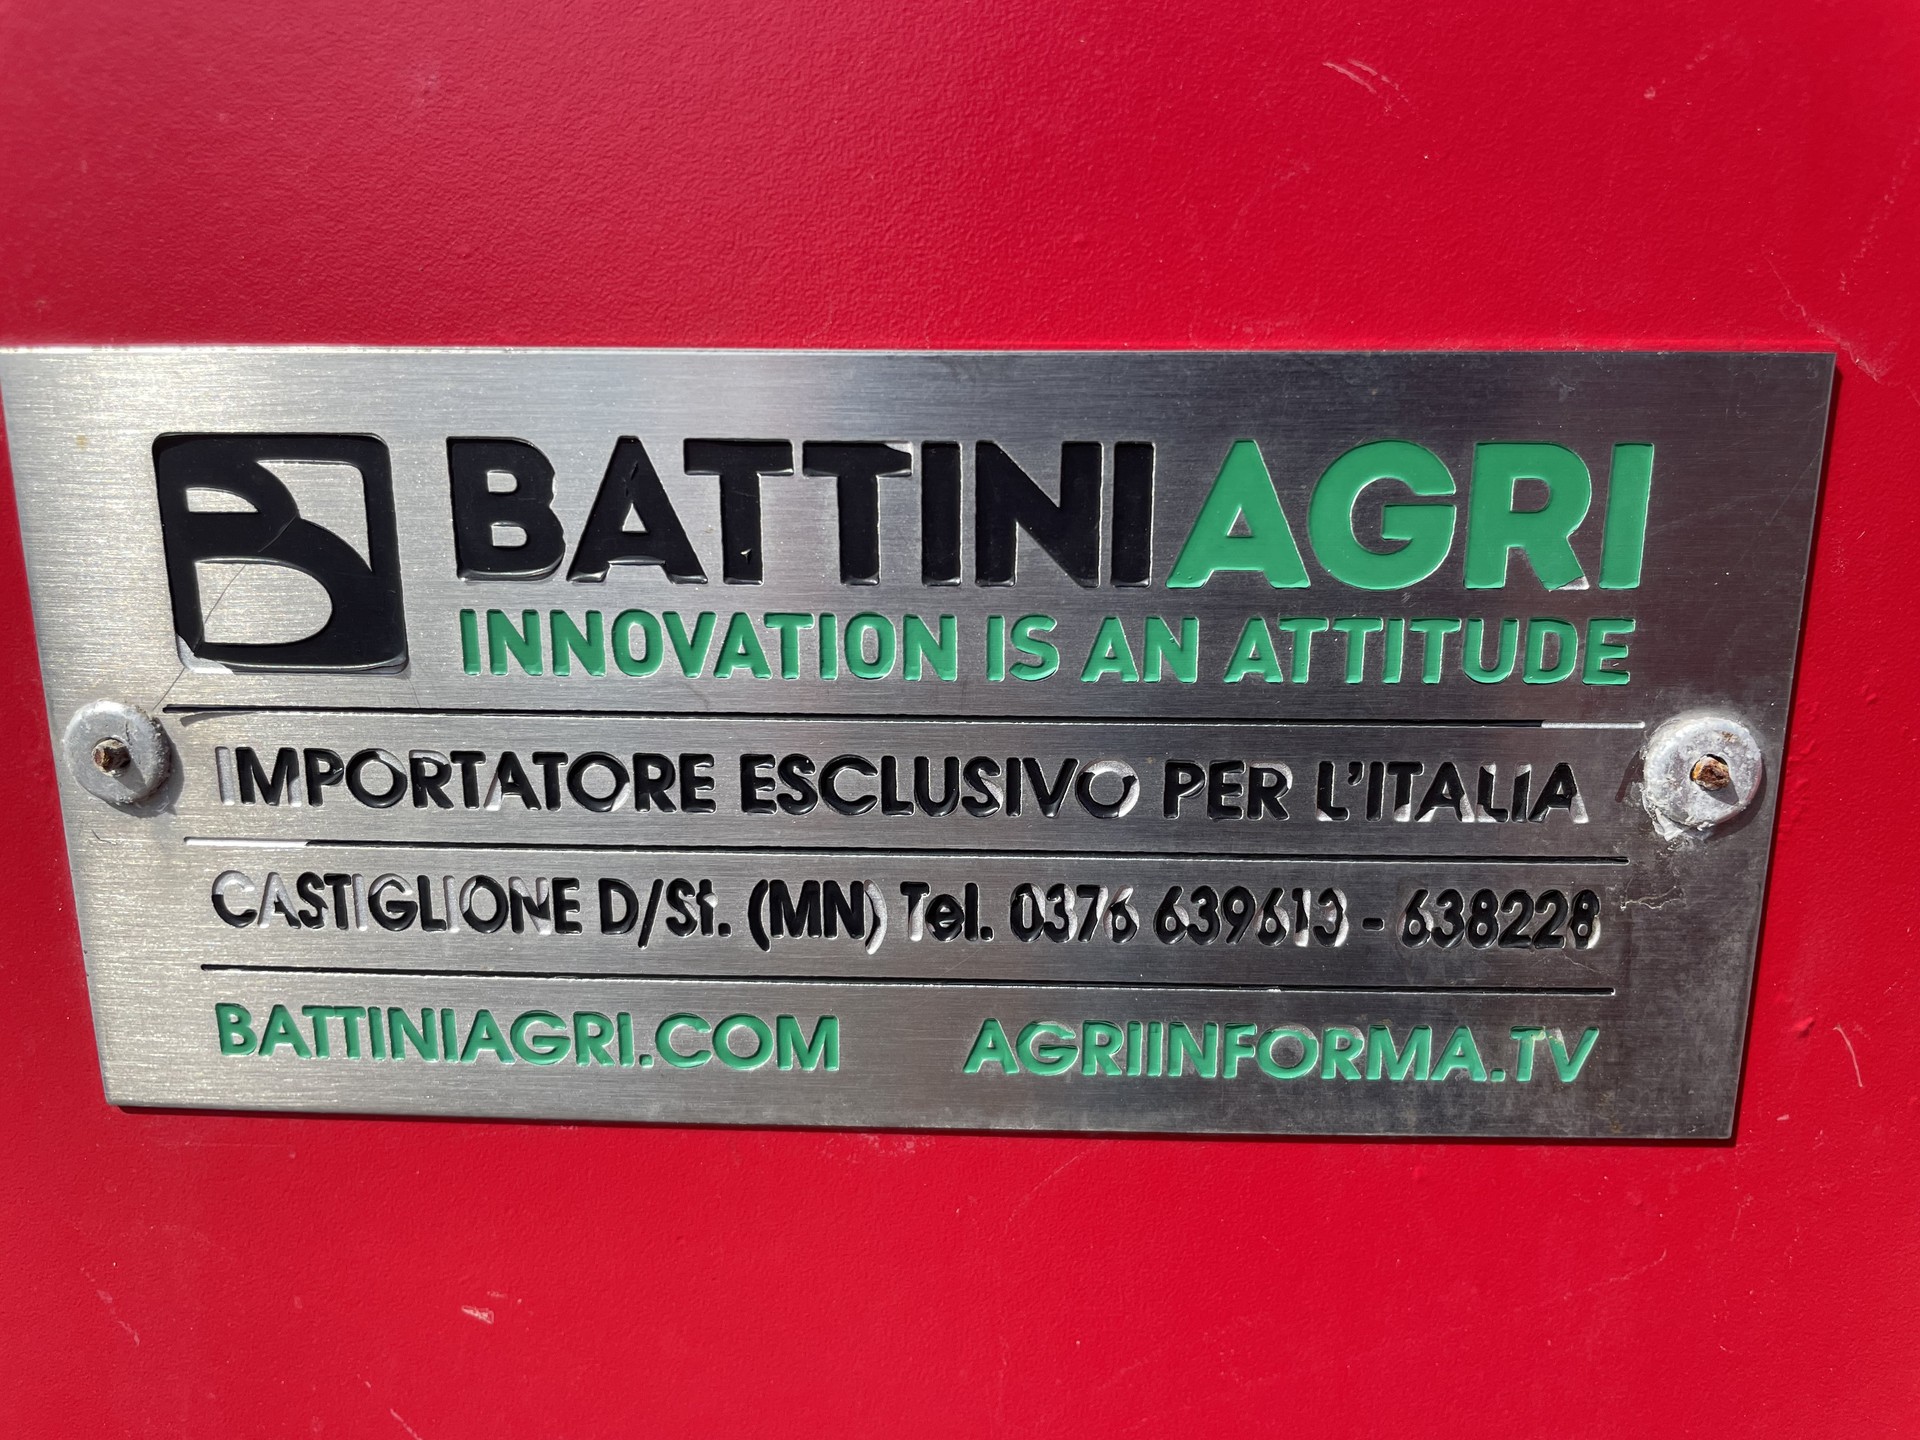 BATTINIAGRI
INNOVATION IS AN ATTITUDE
IMPORTATORE ESCLUSIVO PER L'ITALIA
CASTIGLIONE D/St. (MN) Tel. 0376 639613 - 638228
BATTINIAGRI.COM AGRIINFORMA.TV